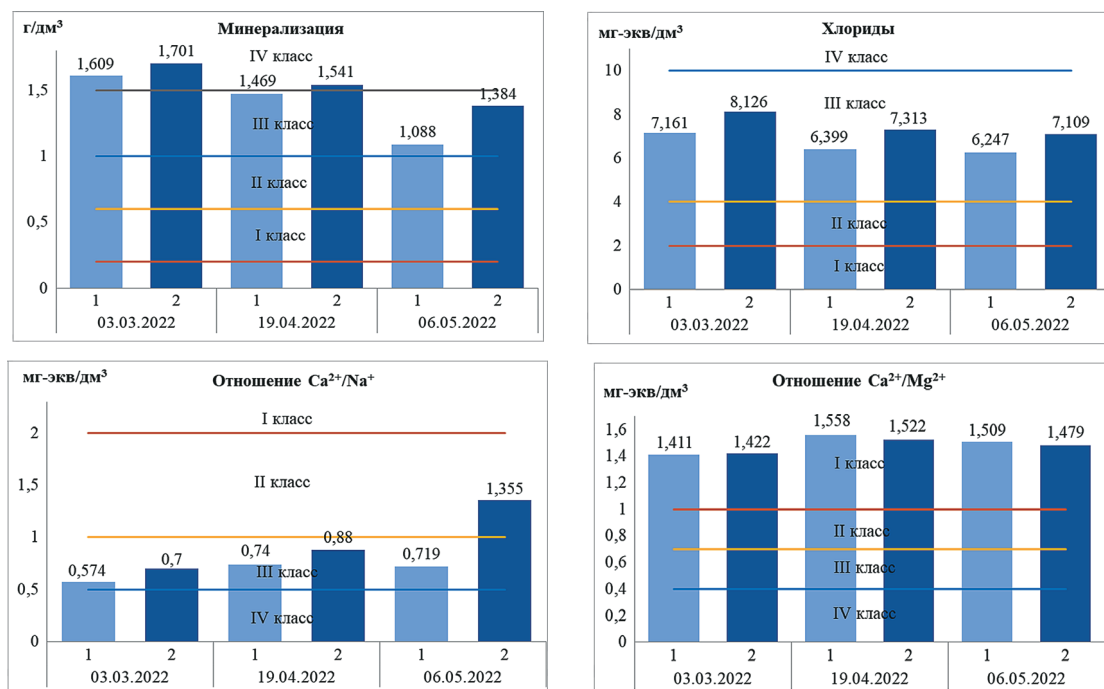 г/дм³
Минерализация
1,609
1,701
IV класс
1,469
1,541
1,384
1,5
III класс
1,088
1
II класс
0,5
I класс
0
1 2 1 2 1 2
03.03.2022 19.04.2022 06.05.2022
Хлориды
мг-экв/дм³
IV класс
10
III класс
8,126
8
7,161
7,313
7,109
6,399
6,247
6
4
II класс
2
I класс
0
1 2 1 2 1 2
03.03.2022 19.04.2022 06.05.2022
мг-экв/дм³
Отношение Ca²⁺/Na⁺
I класс
2
II класс
1,5
1,355
1
0,88
0,74
0,719
0,7
0,574
III класс
0,5
IV класс
0
1 2 1 2 1 2
03.03.2022 19.04.2022 06.05.2022
Отношение Ca²⁺/Mg²⁺
мг-экв/дм³
1,6
1,558
1,522
1,509
1,479
1,411
1,422
1,4
I класс
1,2
1
II класс
0,8
0,6
III класс
0,4
IV класс
0,2
0
1 2 1 2 1 2
03.03.2022 19.04.2022 06.05.2022